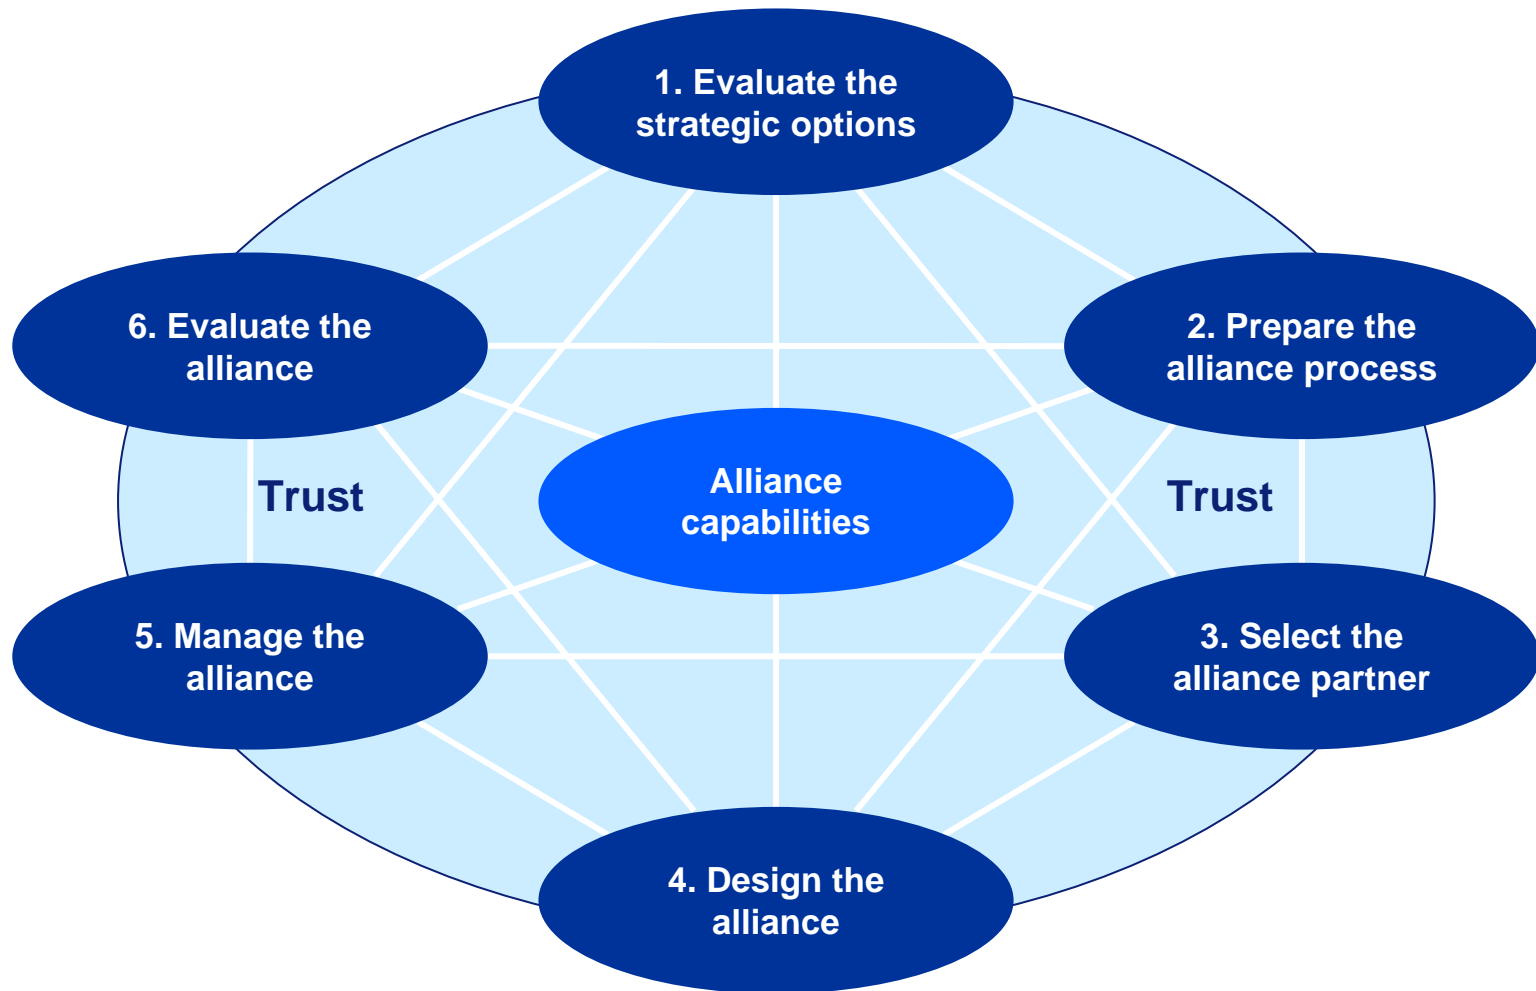 1. Evaluate the
strategic options
6. Evaluate the
alliance
2. Prepare the
alliance process
Trust
Alliance
capabilities
Trust
5. Manage the
alliance
3. Select the
alliance partner
4. Design the
alliance